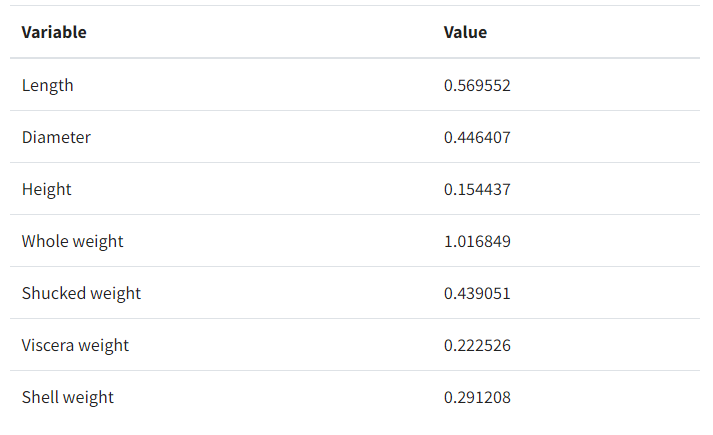 Variable Value
Length 0.569552
Diameter 0.446407
Height 0.154437
Whole weight 1.016849
Shucked weight 0.439051
Viscera weight 0.222526
Shell weight 0.291208